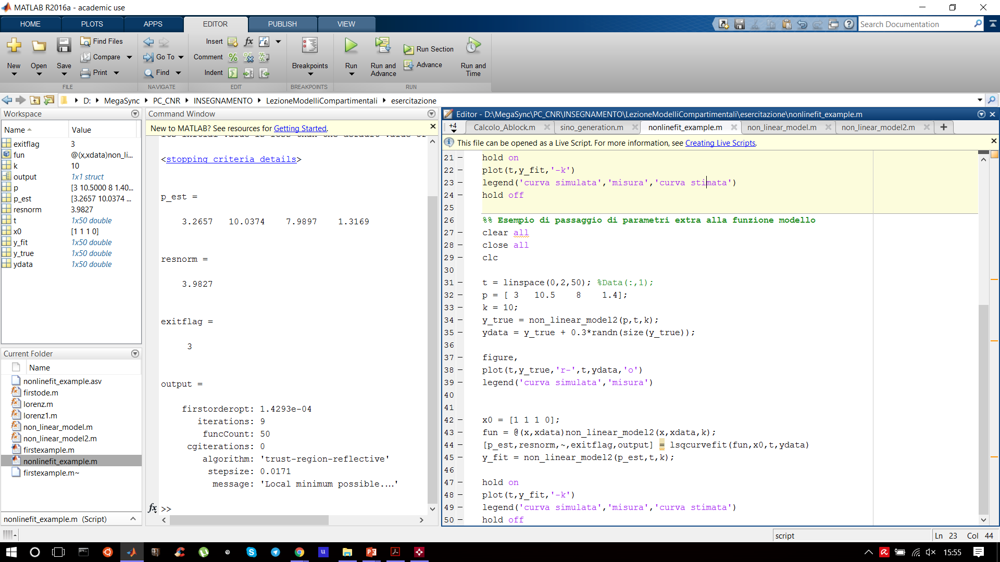 MATLAB R2016a - academic use
HOME PLOTS APPS EDITOR PUBLISH VIEW
Search Documentation
New
Open
Save
Find Files
Compare
Print
FILE
Go To
Find
NAVIGATE
Insert
Comment
Indent
EDIT
Breakpoints
BREAKPOINTS
Run
Run and Advance
Run Section
Advance
Run and Time
RUN
D: MegaSync PC_CNR INSEGNAMENTO LezioneModelliCompartimentali esercitazione
Workspace
Name Value
exitflag 3
fun @(x,xdata)non_li...
k 10
output 1x1 struct
p [3 10.5000 8 1.40...
p_est [3.2657 10.0374 ...
resnorm 3.9827
t 1x50 double
x0 [1 1 1 0]
y_fit 1x50 double
y_true 1x50 double
ydata 1x50 double
Current Folder
Name
nonlinefit_example.asv
firstode.m
lorenz.m
lorenz1.m
non_linear_model.m
non_linear_model2.m
firstexample.m
nonlinefit_example.m
firstexample.m~
nonlinefit_example.m (Script)
Command Window
New to MATLAB? See resources for Getting Started.
its initial value is less than the default value of
<stopping criteria details>
p_est =
3.2657 10.0374 7.9897 1.3169
resnorm =
3.9827
exitflag =
3
output =
firstorderopt: 1.4293e-04
iterations: 9
funcCount: 50
cgiterations: 0
algorithm: 'trust-region-reflective'
stepsize: 0.0171
message: 'Local minimum possible....'
fx >>
Editor - D:\MegaSync\PC_CNR\INSEGNAMENTO\LezioneModelliCompartimentali\esercitazione\nonlinefit_example.m
+4 Calcolo_Ablock.m sino_generation.m nonlinefit_example.m non_linear_model.m non_linear_model2.m
This file can be opened as a Live Script. For more information, see Creating Live Scripts.
21 hold on
22 plot(t,y_fit,'-k')
23 legend('curva simulata','misura','curva stimata')
24 hold off
25
26 %% Esempio di passaggio di parametri extra alla funzione modello
27 clear all
28 close all
29 clc
30
31 t = linspace(0,2,50); %Data(:,1);
32 p = [ 3 10.5 8 1.4];
33 k = 10;
34 y_true = non_linear_model2(p,t,k);
35 ydata = y_true + 0.3*randn(size(y_true));
36
37 figure,
38 plot(t,y_true,'r-',t,ydata,'o')
39 legend('curva simulata','misura')
40
41
42 x0 = [1 1 1 0];
43 fun = @(x,xdata)non_linear_model2(x,xdata,k);
44 [p_est,resnorm,~,exitflag,output] = lsqcurvefit(fun,x0,t,ydata)
45 y_fit = non_linear_model2(p_est,t,k);
46
47 hold on
48 plot(t,y_fit,'-k')
49 legend('curva simulata','misura','curva stimata')
50 hold off
script Ln 23 Col 44
15:55